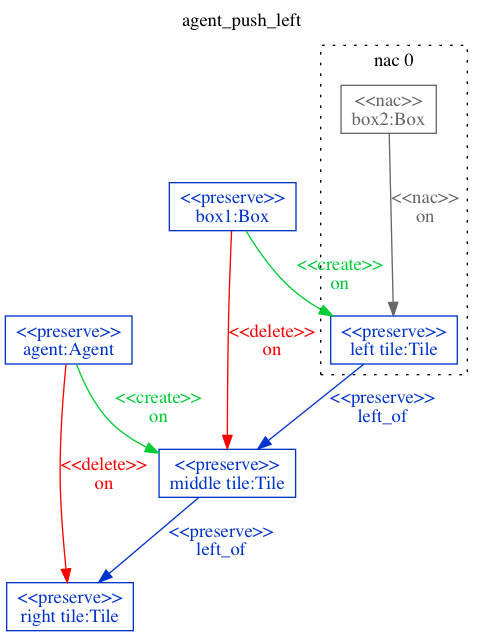 agent_push_left
nac 0
<<nac>>
box2:Box
<<preserve>>
box1:Box
<<nac>>
on
<<create>>
on
<<preserve>>
agent:Agent
<<delete>>
on
<<preserve>>
left tile:Tile
<<create>>
on
<<preserve>>
left_of
<<delete>>
on
<<preserve>>
middle tile:Tile
<<preserve>>
left_of
<<preserve>>
right tile:Tile